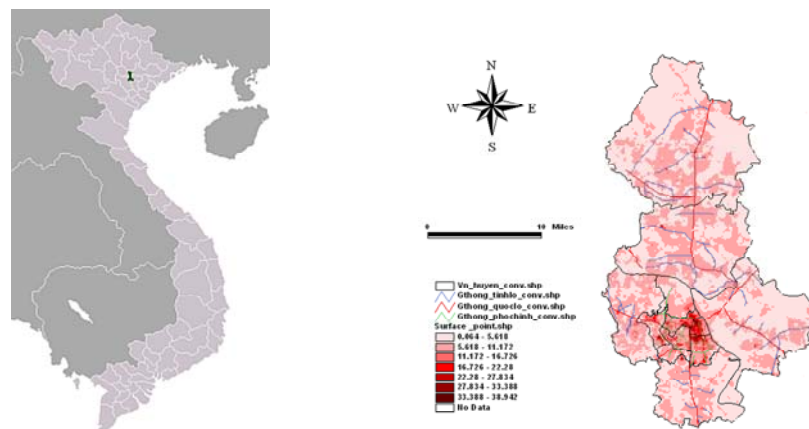 N
W E
S
0 10 Miles
Vn_huyen_conv.shp
Gthong_tinhlo_conv.shp
Gthong_quoclo_conv.shp
Gthong_phochinh_conv.shp
Surface_point.shp
0.064 - 5.618
5.618 - 11.172
11.172 - 16.726
16.726 - 22.28
22.28 - 27.834
27.834 - 33.388
33.388 - 38.942
No Data